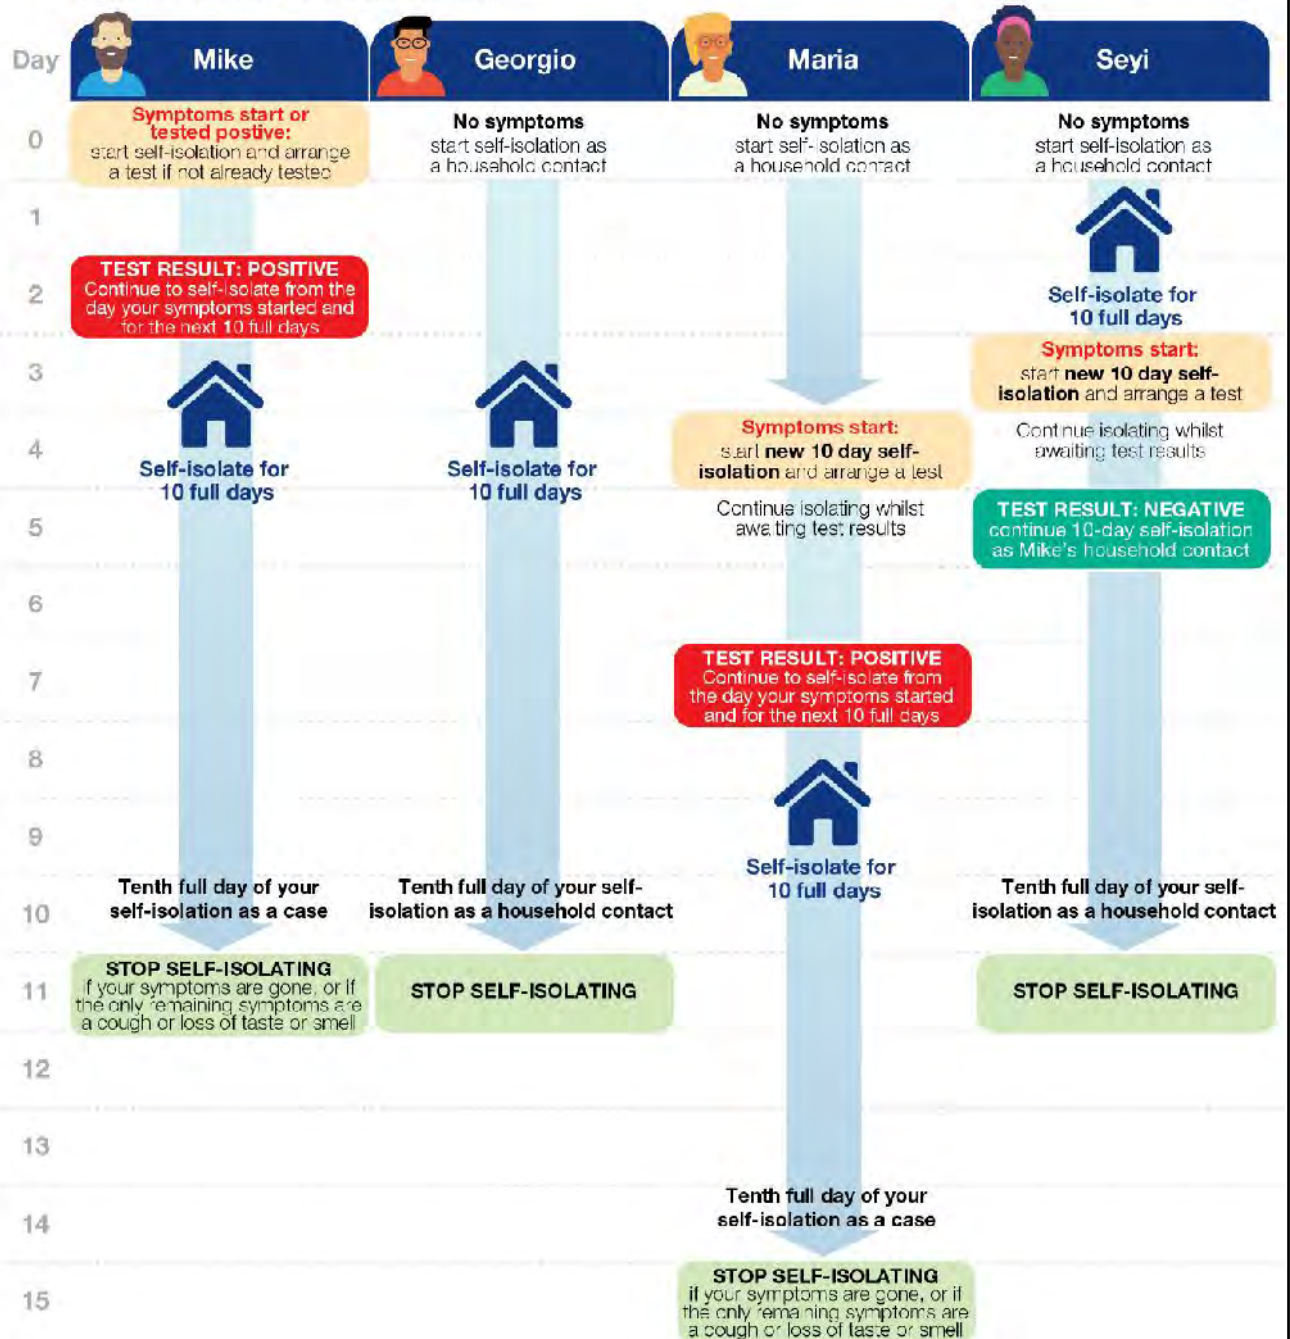 Day
Mike
Georgio
Maria
Seyi
0
Symptoms start or
tested postive:
start self-isolation and arrange
a test if not already tested
No symptoms
start self-isolation as
a household contact
No symptoms
start self-isolation as
a household contact
No symptoms
start self-isolation as
a household contact
1
2
TEST RESULT: POSITIVE
Continue to self-isolate from the
day your symptoms started and
for the next 10 full days
Self-isolate for
10 full days
3
Symptoms start:
start new 10 day self-
isolation and arrange a test
4
Self-isolate for
10 full days
Self-isolate for
10 full days
Symptoms start:
start new 10 day self-
isolation and arrange a test
Continue isolating whilst
awaiting test results
5
Continue isolating whilst
awaiting test results
TEST RESULT: NEGATIVE
continue 10-day self-isolation
as Mike's household contact
6
7
TEST RESULT: POSITIVE
Continue to self-isolate from
the day your symptoms started
and for the next 10 full days
8
9
Self-isolate for
10 full days
10
Tenth full day of your
self-isolation as a case
Tenth full day of your self-
isolation as a household contact
Tenth full day of your self-
isolation as a household contact
11
STOP SELF-ISOLATING
if your symptoms are gone, or if
the only remaining symptoms are
a cough or loss of taste or smell
STOP SELF-ISOLATING
STOP SELF-ISOLATING
12
13
14
Tenth full day of your
self-isolation as a case
15
STOP SELF-ISOLATING
if your symptoms are gone, or if
the only remaining symptoms are
a cough or loss of taste or smell